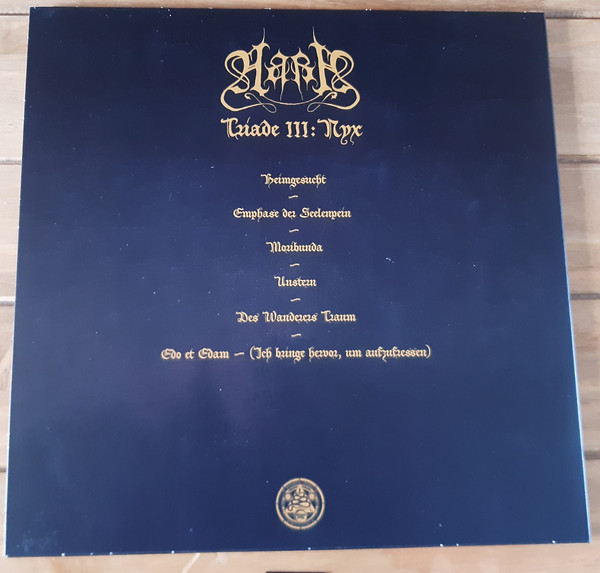 AARA
Triade III: Nyx
Heimgesucht
–
Emphase der Seelenpein
–
Moribunda
–
Unstern
–
Des Wanderers Traum
–
Edo et Edam – (Ich bringe hervor, um aufzufressen)